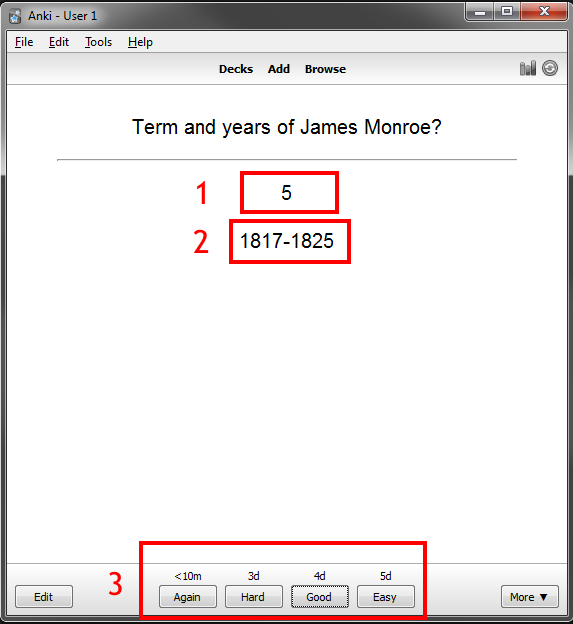 Anki - User 1
File Edit Tools Help
Decks Add Browse
Term and years of James Monroe?
1 5
2 1817-1825
3
<10m 3d 4d 5d
Edit Again Hard Good Easy More ▼